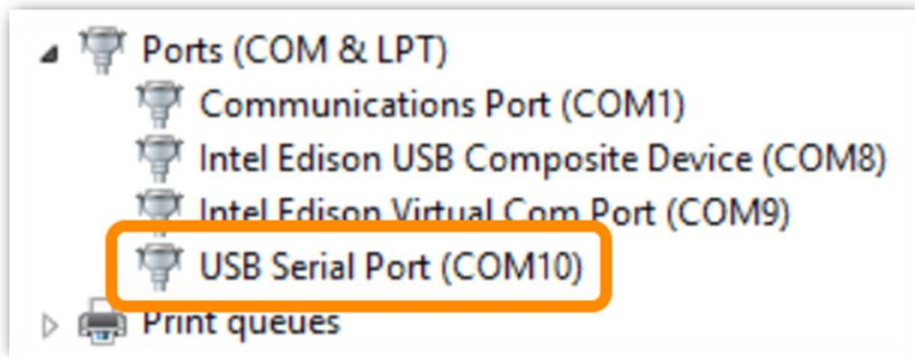 Ports (COM & LPT)
Communications Port (COM1)
Intel Edison USB Composite Device (COM8)
Intel Edison Virtual Com Port (COM9)
USB Serial Port (COM10)
Print queues